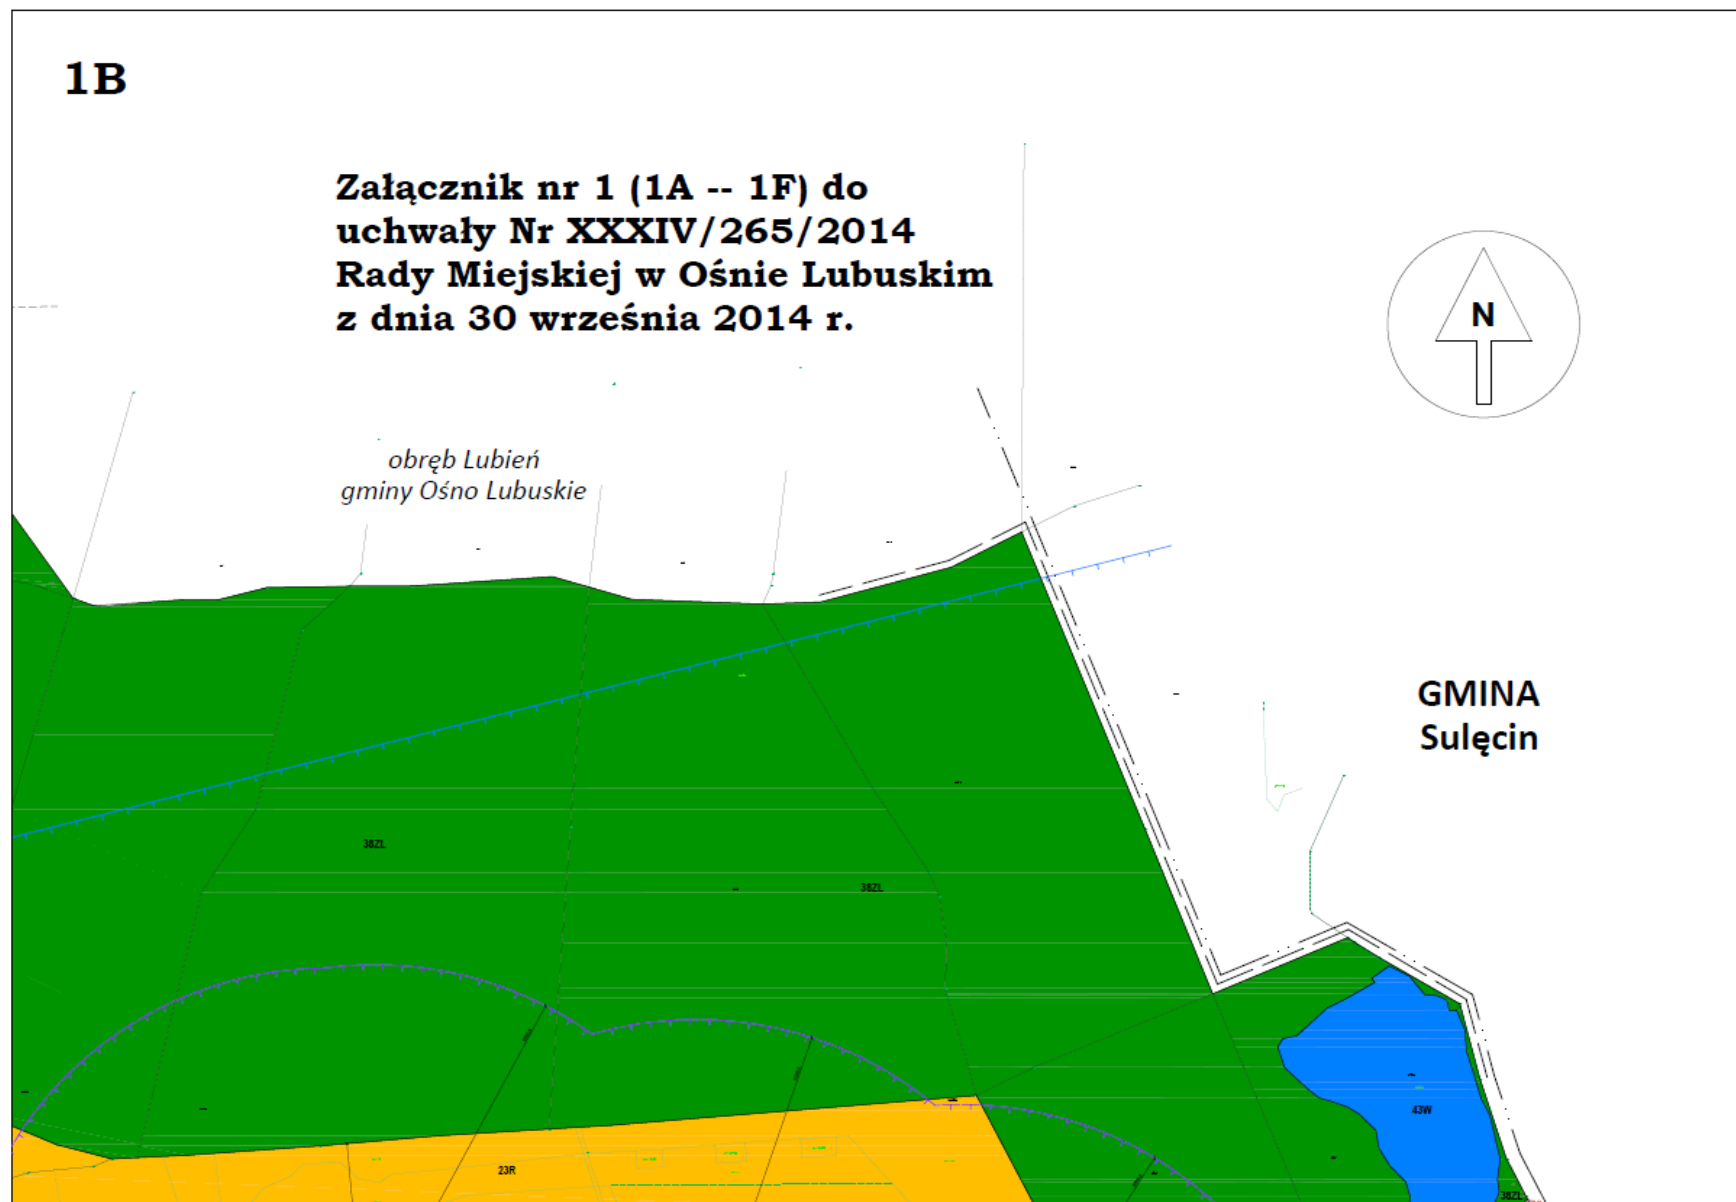 1B
Załącznik nr 1 (1A -- 1F) do
uchwały Nr XXXIV/265/2014
Rady Miejskiej w Ośnie Lubuskim
z dnia 30 września 2014 r.
N
obręb Lubień
gminy Ośno Lubuskie
GMINA
Sulęcin
38ZL
38ZL
43W
23R
38ZL